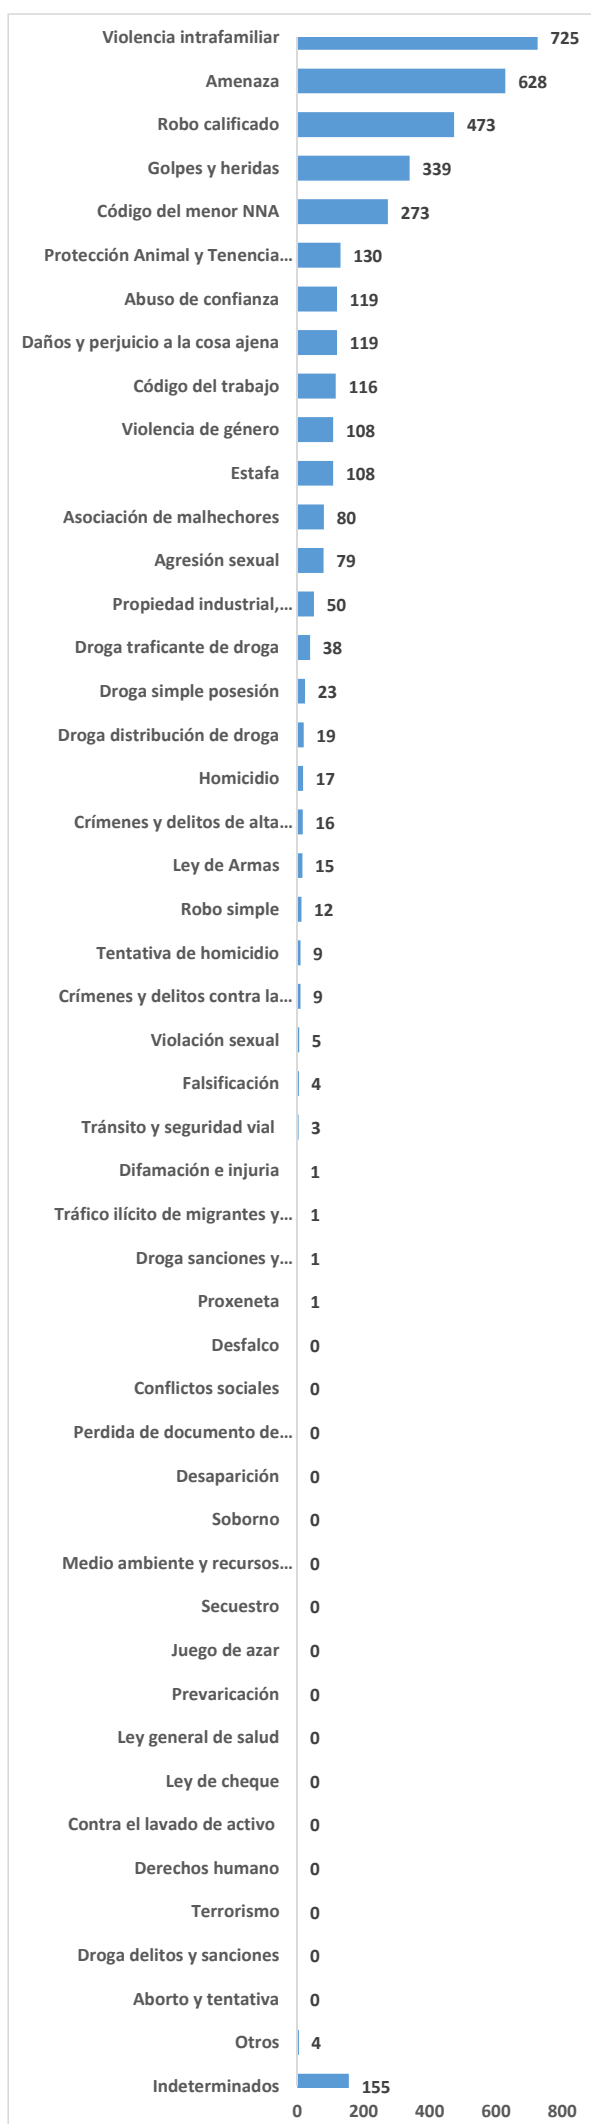 Violencia intrafamiliar 725
Amenaza 628
Robo calificado 473
Golpes y heridas 339
Código del menor NNA 273
Protección Animal y Tenencia... 130
Abuso de confianza 119
Daños y perjuicio a la cosa ajena 119
Código del trabajo 116
Violencia de género 108
Estafa 108
Asociación de malhechores 80
Agresión sexual 79
Propiedad industrial,... 50
Droga traficante de droga 38
Droga simple posesión 23
Droga distribución de droga 19
Homicidio 17
Crímenes y delitos de alta... 16
Ley de Armas 15
Robo simple 12
Tentativa de homicidio 9
Crímenes y delitos contra la... 9
Violación sexual 5
Falsificación 4
Tránsito y seguridad vial 3
Difamación e injuria 1
Tráfico ilícito de migrantes y... 1
Droga sanciones y... 1
Proxeneta 1
Desfalco 0
Conflictos sociales 0
Perdida de documento de... 0
Desaparición 0
Soborno 0
Medio ambiente y recursos... 0
Secuestro 0
Juego de azar 0
Prevaricación 0
Ley general de salud 0
Ley de cheque 0
Contra el lavado de activo 0
Derechos humano 0
Terrorismo 0
Droga delitos y sanciones 0
Aborto y tentativa 0
Otros 4
Indeterminados 155
0 200 400 600 800